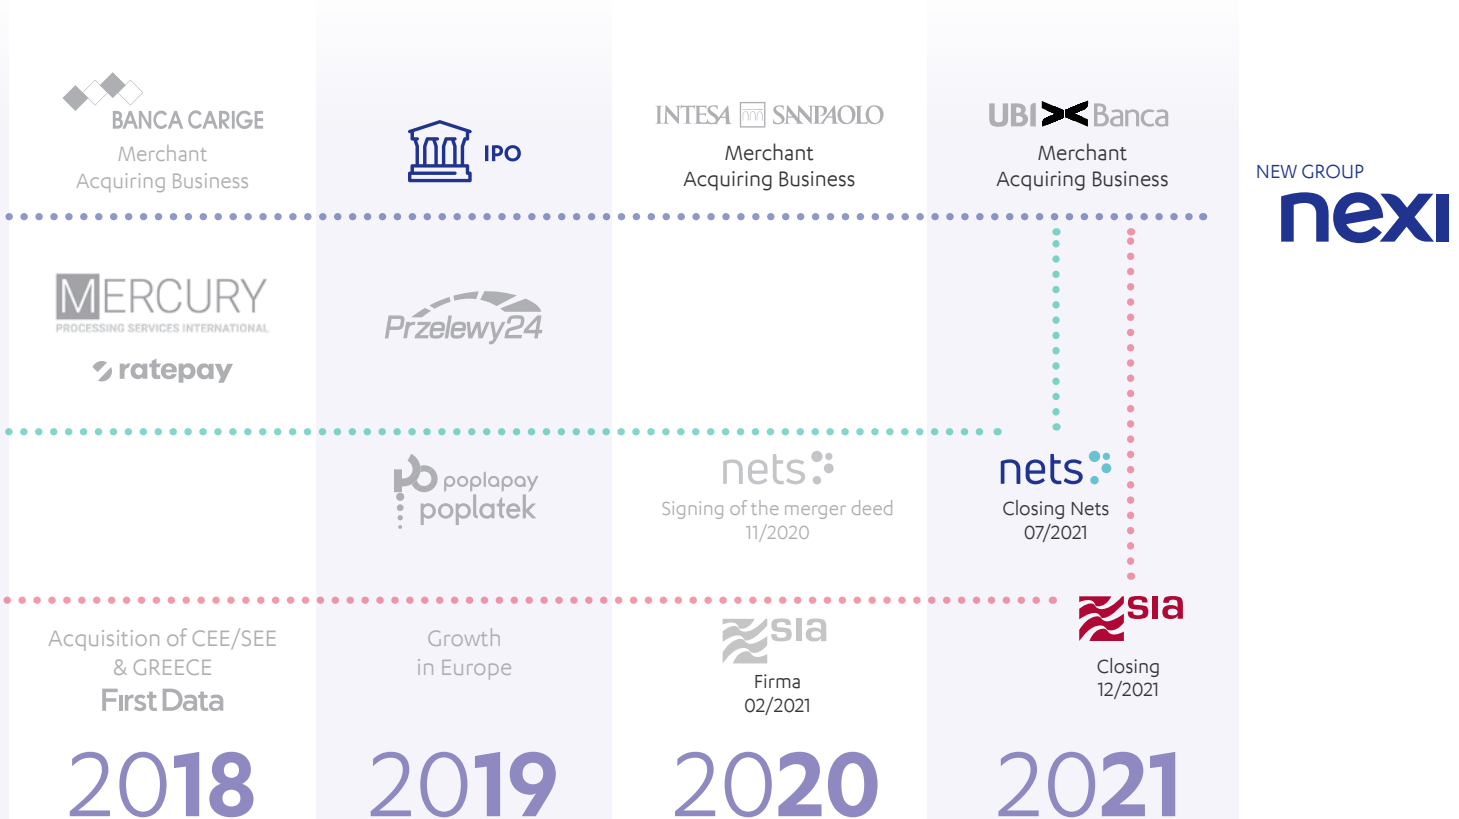 BANCA CARIGE
Merchant
Acquiring Business
IPO
INTESA SANPAOLO
Merchant
Acquiring Business
UBI Banca
Merchant
Acquiring Business
NEW GROUP
nexi
MERCURY
PROCESSING SERVICES INTERNATIONAL
ratepay
Przelewy24
poplapay
poplatek
nets
Signing of the merger deed
11/2020
nets
Closing Nets
07/2021
Acquisition of CEE/SEE
& GREECE
First Data
Growth
in Europe
sia
Firma
02/2021
sia
Closing
12/2021
2018
2019
2020
2021